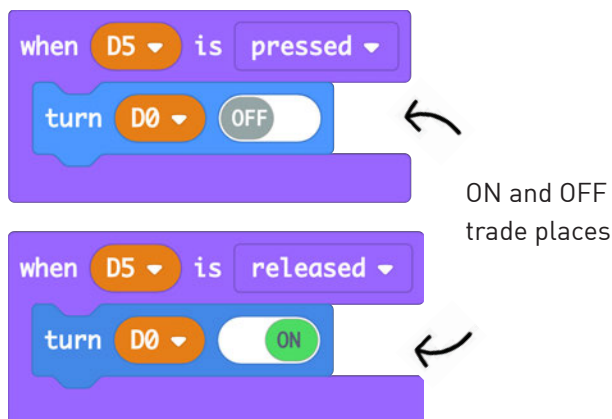 when D5 is pressed
turn D0 OFF
ON and OFF
trade places
when D5 is released
turn D0 ON